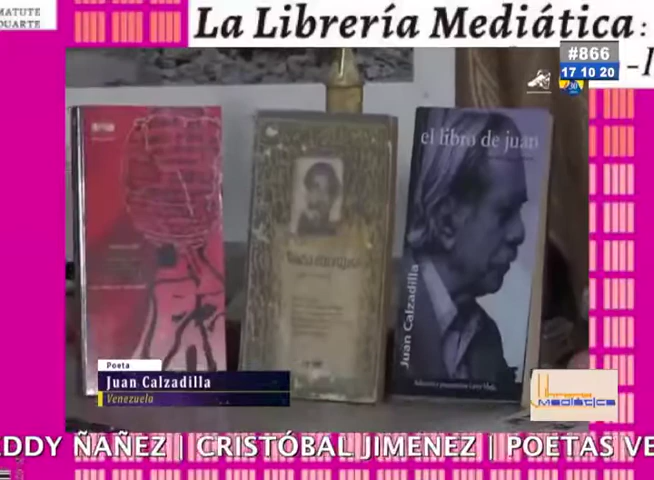 MATUTE
DUARTE
La Librería Mediática:
#866
17 10 20
el libro de juan
Juan Calzadilla
Poeta
Juan Calzadilla
Venezuela
Librería
Mediática
DDY ÑAÑEZ | CRISTÓBAL JIMENEZ | POETAS VE